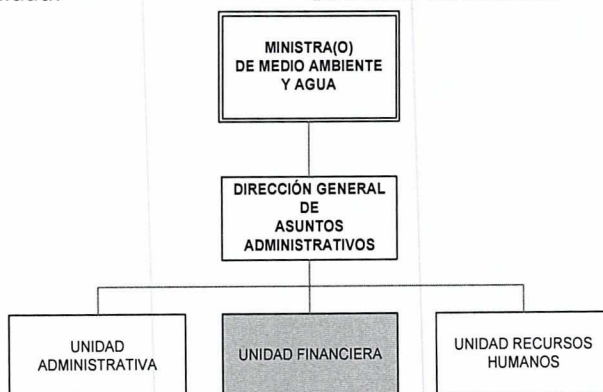 MINISTRA(O)
DE MEDIO AMBIENTE
Y AGUA
DIRECCIÓN GENERAL
DE
ASUNTOS
ADMINISTRATIVOS
UNIDAD
ADMINISTRATIVA
UNIDAD FINANCIERA
UNIDAD RECURSOS
HUMANOS